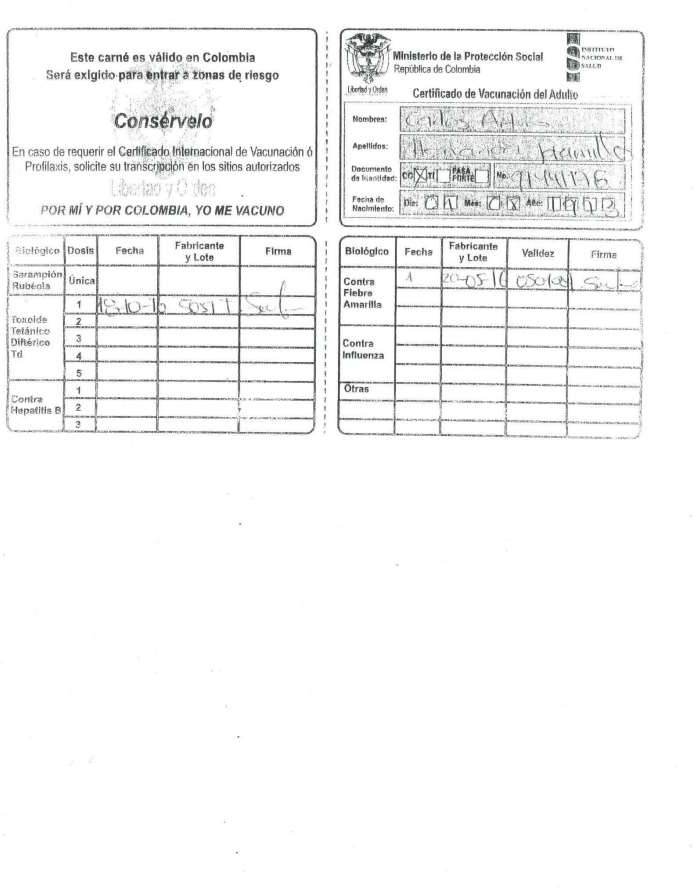 Este carné es válido en Colombia
Será exigido para entrar a zonas de riesgo
Consérvelo
En caso de requerir el Certificado Internacional de Vacunación ó
Profilaxis, solicite su transcripción en los sitios autorizados
Libertad y Orden
POR MÍ Y POR COLOMBIA, YO ME VACUNO
Biológico Dosis Fecha Fabricante y Lote Firma
Sarampión Rubéola Única
Toxoide Tetánico Diftérico Td
1
2
3
4
5
Contra Hepatitis B
1
2
3
Libertad y Orden
Ministerio de la Protección Social
República de Colombia
INSTITUTO
NACIONAL DE
SALUD
Certificado de Vacunación del Adulto
Nombres: Carlos
Apellidos:
Documento de Identidad: CC X TI PASAPORTE No.
Fecha de Nacimiento: Día: Mes: Año:
Biológico Fecha Fabricante y Lote Validez Firma
Contra Fiebre Amarilla 20-05-16
Contra Influenza
Otras